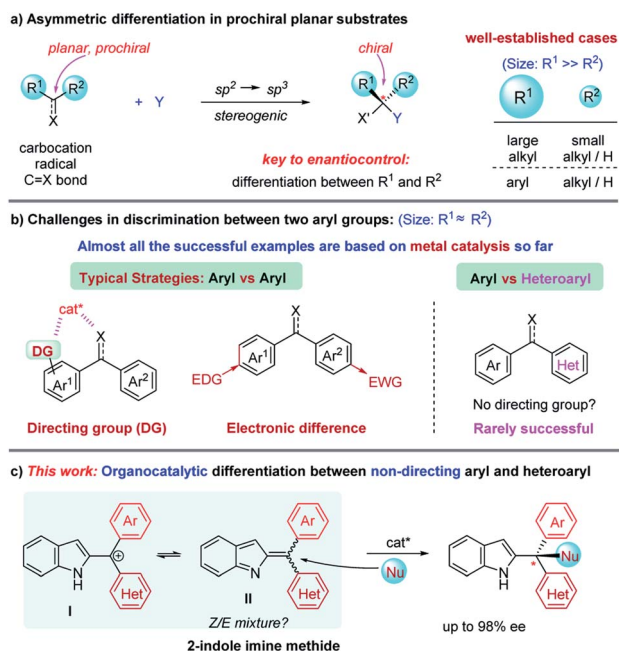 a) Asymmetric differentiation in prochiral planar substrates
planar, prochiral
R¹ R²
X
carbocation
radical
C=X bond
+ Y
sp² → sp³
stereogenic
chiral
R¹ R²
*
X' Y
key to enantiocontrol:
differentiation between R¹ and R²
well-established cases
(Size: R¹ >> R²)
R¹ R²
large small
alkyl alkyl / H
aryl alkyl / H
b) Challenges in discrimination between two aryl groups: (Size: R¹ ≈ R²)
Almost all the successful examples are based on metal catalysis so far
Typical Strategies: Aryl vs Aryl
cat*
X
DG
Ar¹ Ar²
Directing group (DG)
X
Ar¹ Ar²
EDG EWG
Electronic difference
Aryl vs Heteroaryl
X
Ar Het
No directing group?
Rarely successful
c) This work: Organocatalytic differentiation between non-directing aryl and heteroaryl
Ar
+
N
H
Het
I
⇌
Ar
N
Het
II
Z/E mixture?
2-indole imine methide
cat*
Nu
Ar
Nu
*
N
H
Het
up to 98% ee